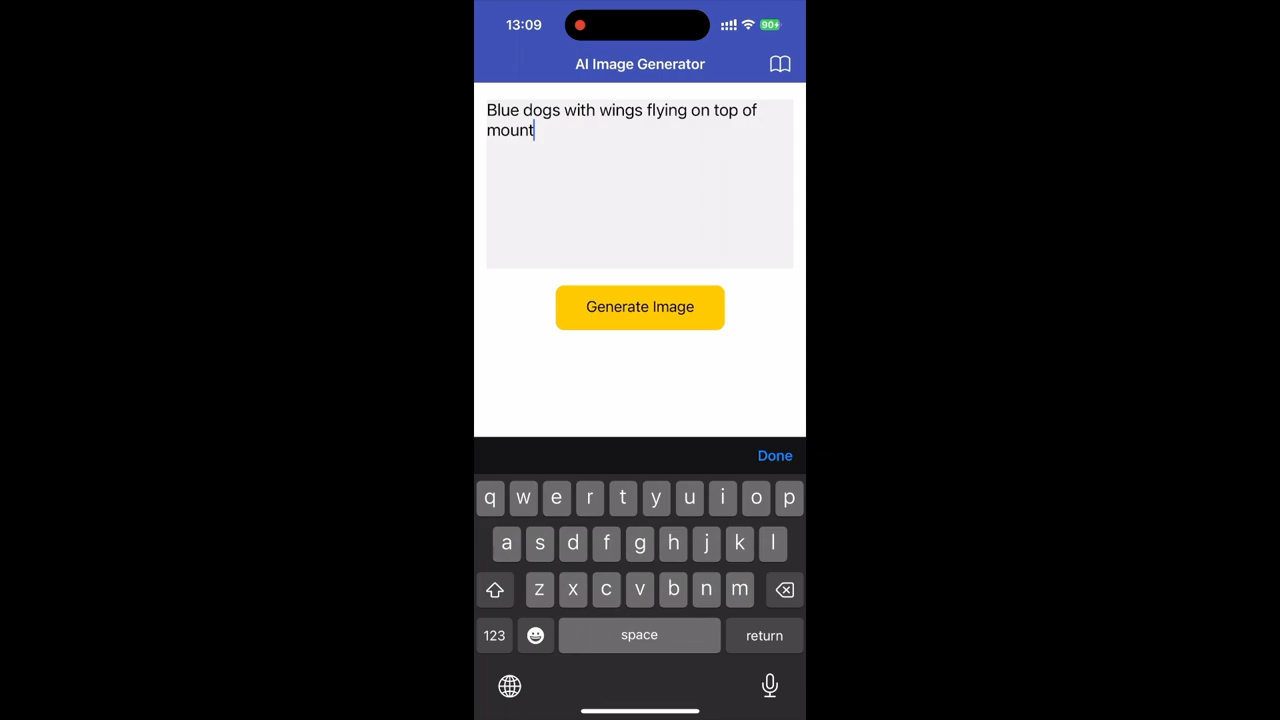 13:09
90+
AI Image Generator
Blue dogs with wings flying on top of
mount
Generate Image
Done
q w e r t y u i o p
a s d f g h j k l
z x c v b n m
123 space return